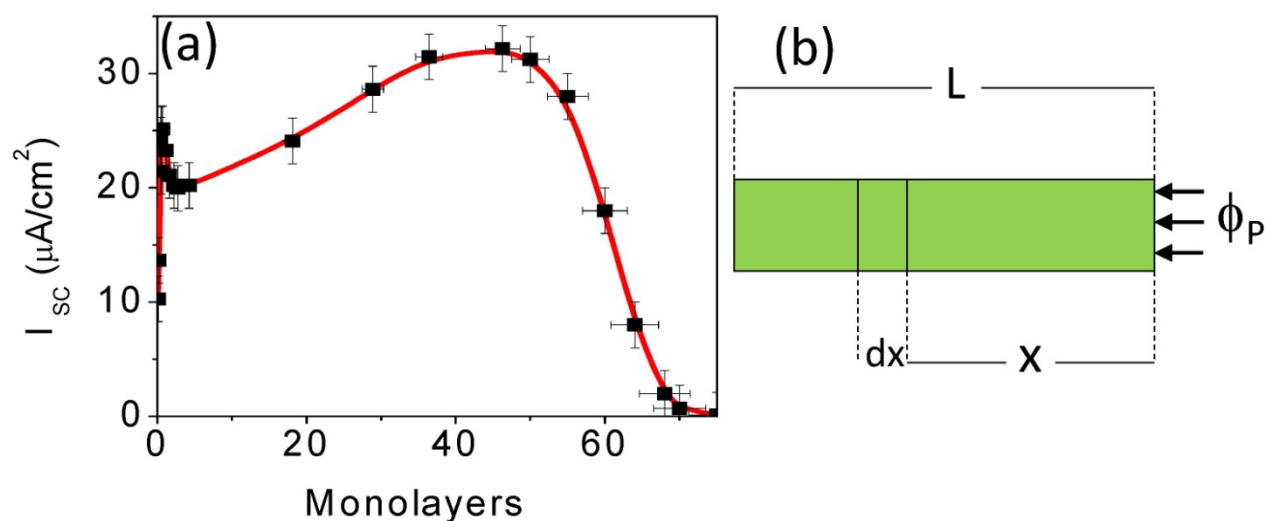 (a)
30
20
10
0
I SC (μA/cm²)
0 20 40 60
Monolayers
(b)
L
ϕP
dx
x